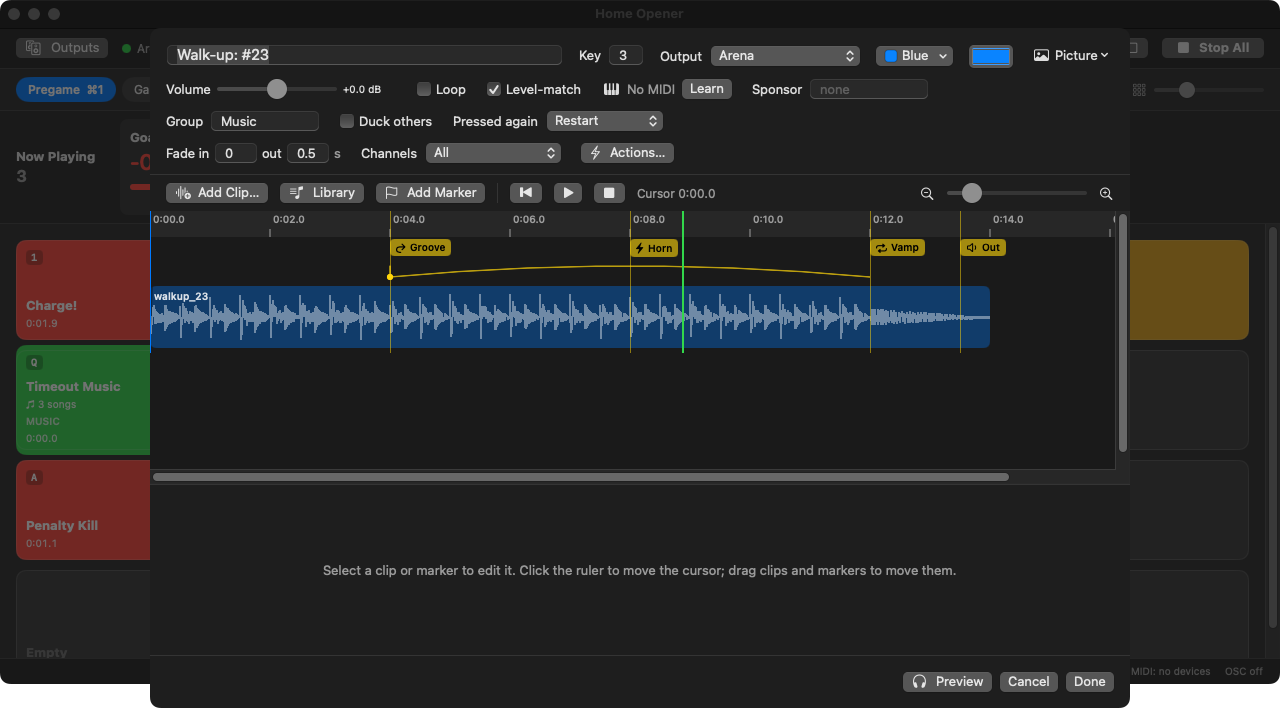 Home Opener
Outputs
Walk-up: #23
Key 3
Output Arena
Blue
Picture
Stop All
Pregame ⌘1
Volume +0.0 dB
Loop
Level-match
No MIDI Learn
Sponsor none
Group Music
Duck others
Pressed again Restart
Now Playing
3
Fade in 0 out 0.5 s
Channels All
Actions...
Add Clip...
Library
Add Marker
Cursor 0:00.0
0:00.0 0:02.0 0:04.0 0:06.0 0:08.0 0:10.0 0:12.0 0:14.0
Groove Horn Vamp Out
walkup_23
1
Charge!
0:01.9
Q
Timeout Music
3 songs
MUSIC
0:00.0
A
Penalty Kill
0:01.1
Empty
Select a clip or marker to edit it. Click the ruler to move the cursor; drag clips and markers to move them.
MIDI: no devices OSC off
Preview Cancel Done